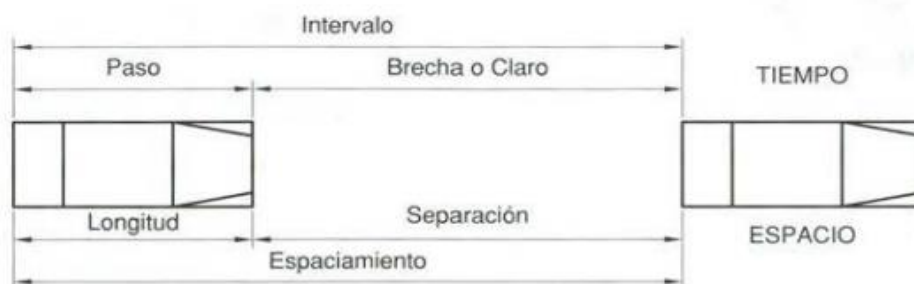 Intervalo
Paso Brecha o Claro TIEMPO
Longitud Separación ESPACIO
Espaciamiento